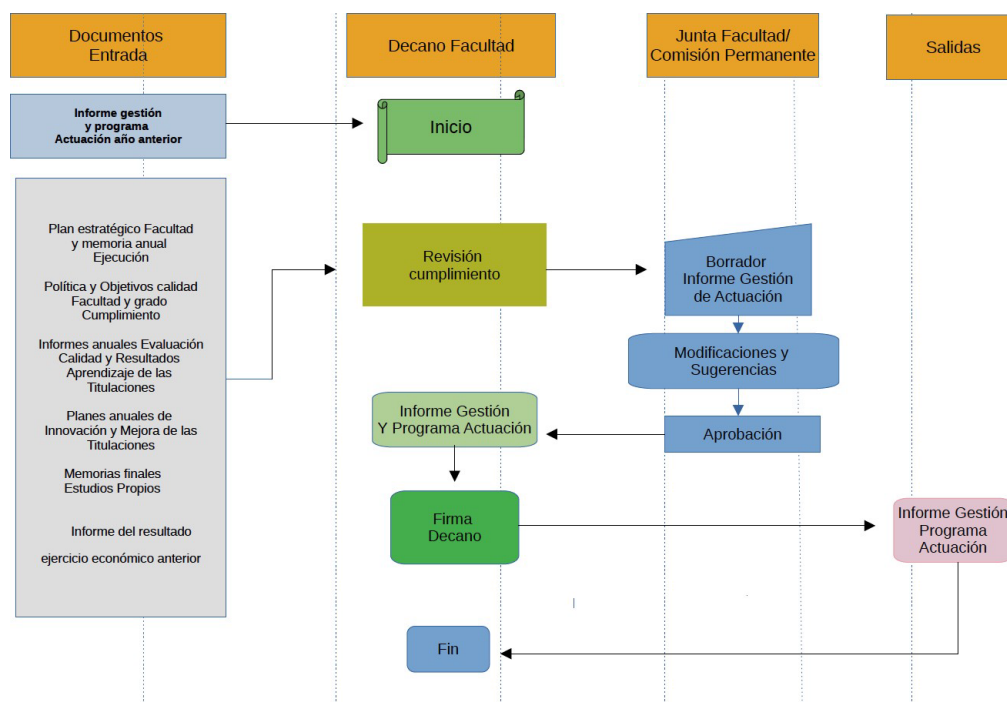 Documentos
Entrada
Decano Facultad
Junta Facultad/
Comisión Permanente
Salidas
Informe gestión
y programa
Actuación año anterior
Inicio
Plan estratégico Facultad
y memoria anual
Ejecución
Política y Objetivos calidad
Facultad y grado
Cumplimiento
Informes anuales Evaluación
Calidad y Resultados
Aprendizaje de las
Titulaciones
Planes anuales de
Innovación y Mejora de las
Titulaciones
Memorias finales
Estudios Propios
Informe del resultado
ejercicio económico anterior
Revisión
cumplimiento
Borrador
Informe Gestión
de Actuación
Modificaciones y
Sugerencias
Aprobación
Informe Gestión
Y Programa Actuación
Firma
Decano
Informe Gestión
Programa
Actuación
Fin